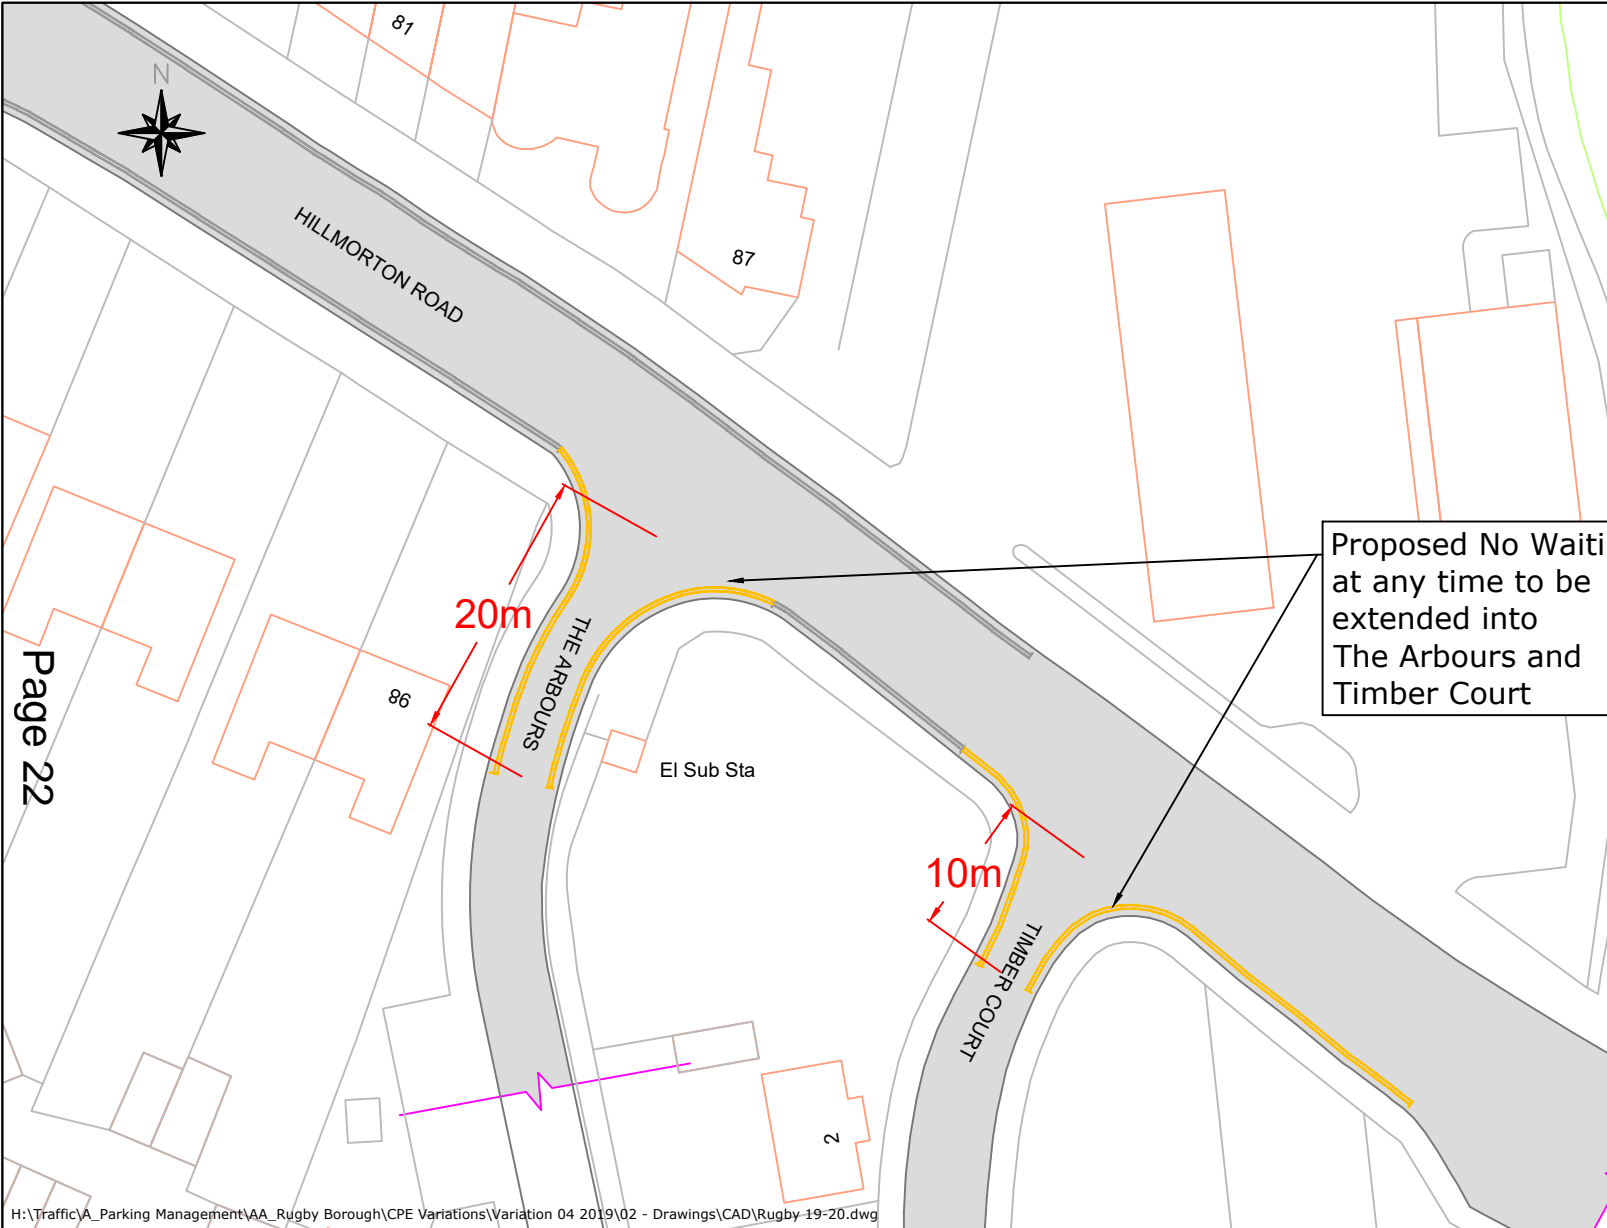 81
N
HILLMORTON ROAD
87
Proposed No Waiti
at any time to be
extended into
The Arbours and
Timber Court
20m
THE ARBOURS
86
Page 22
El Sub Sta
10m
TIMBER COURT
2
H:\Traffic\A_Parking Management\AA_Rugby Borough\CPE Variations\Variation 04 2019\02 - Drawings\CAD\Rugby 19-20.dwg